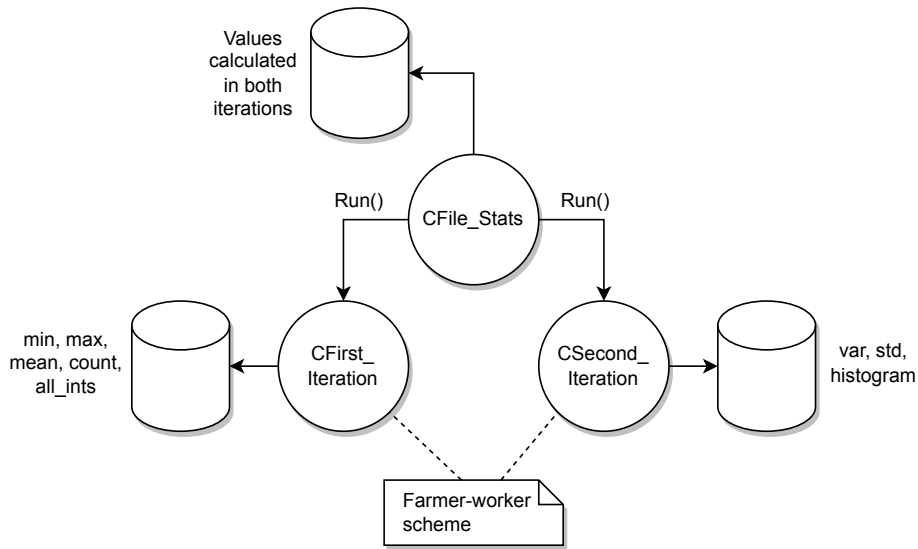 Values
calculated
in both
iterations
Run()
CFile_Stats
Run()
min, max,
mean, count,
all_ints
CFirst_
Iteration
CSecond_
Iteration
var, std,
histogram
Farmer-worker
scheme